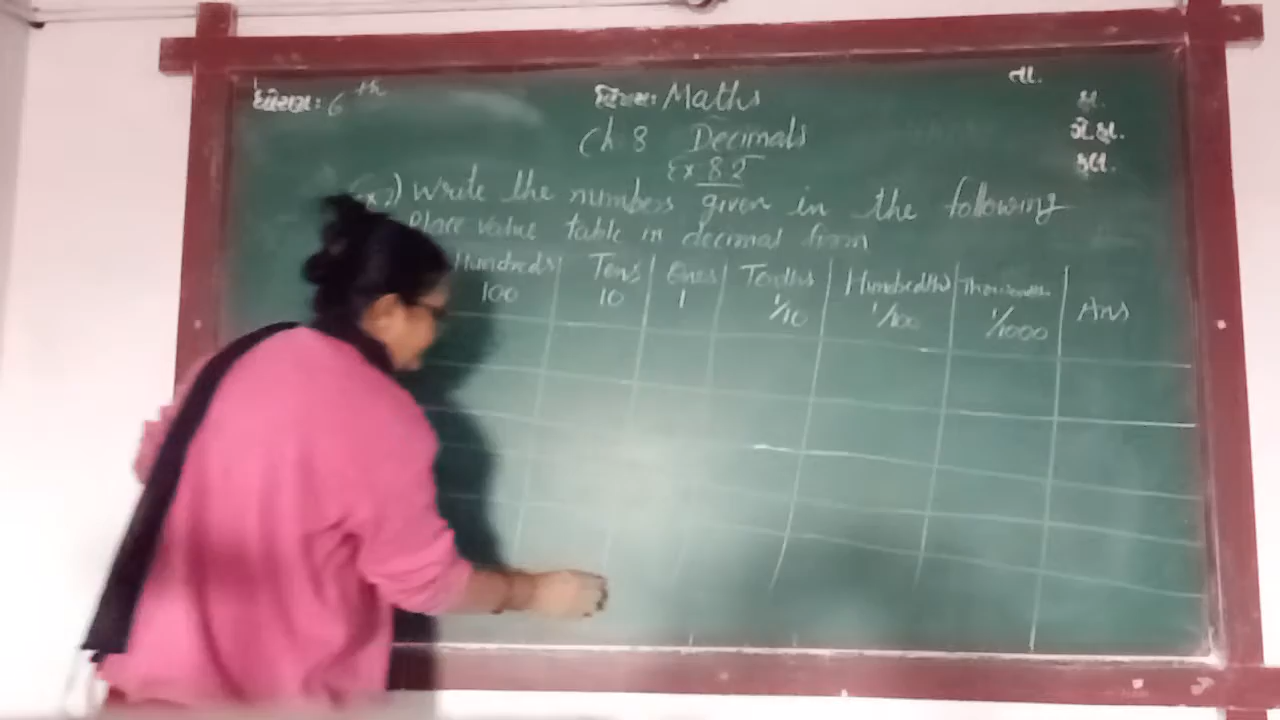 ધોરણ: 6th
વિષય: Maths
તા.
હા.
ગે.હા.
કુલ.
Ch 8 Decimals
Ex 8.2
2) Write the numbers given in the following
Place value table in decimal form
Hundreds Tens Ones Tenths Hundredths Thousandths Ans
100 10 1 1/10 1/100 1/1000